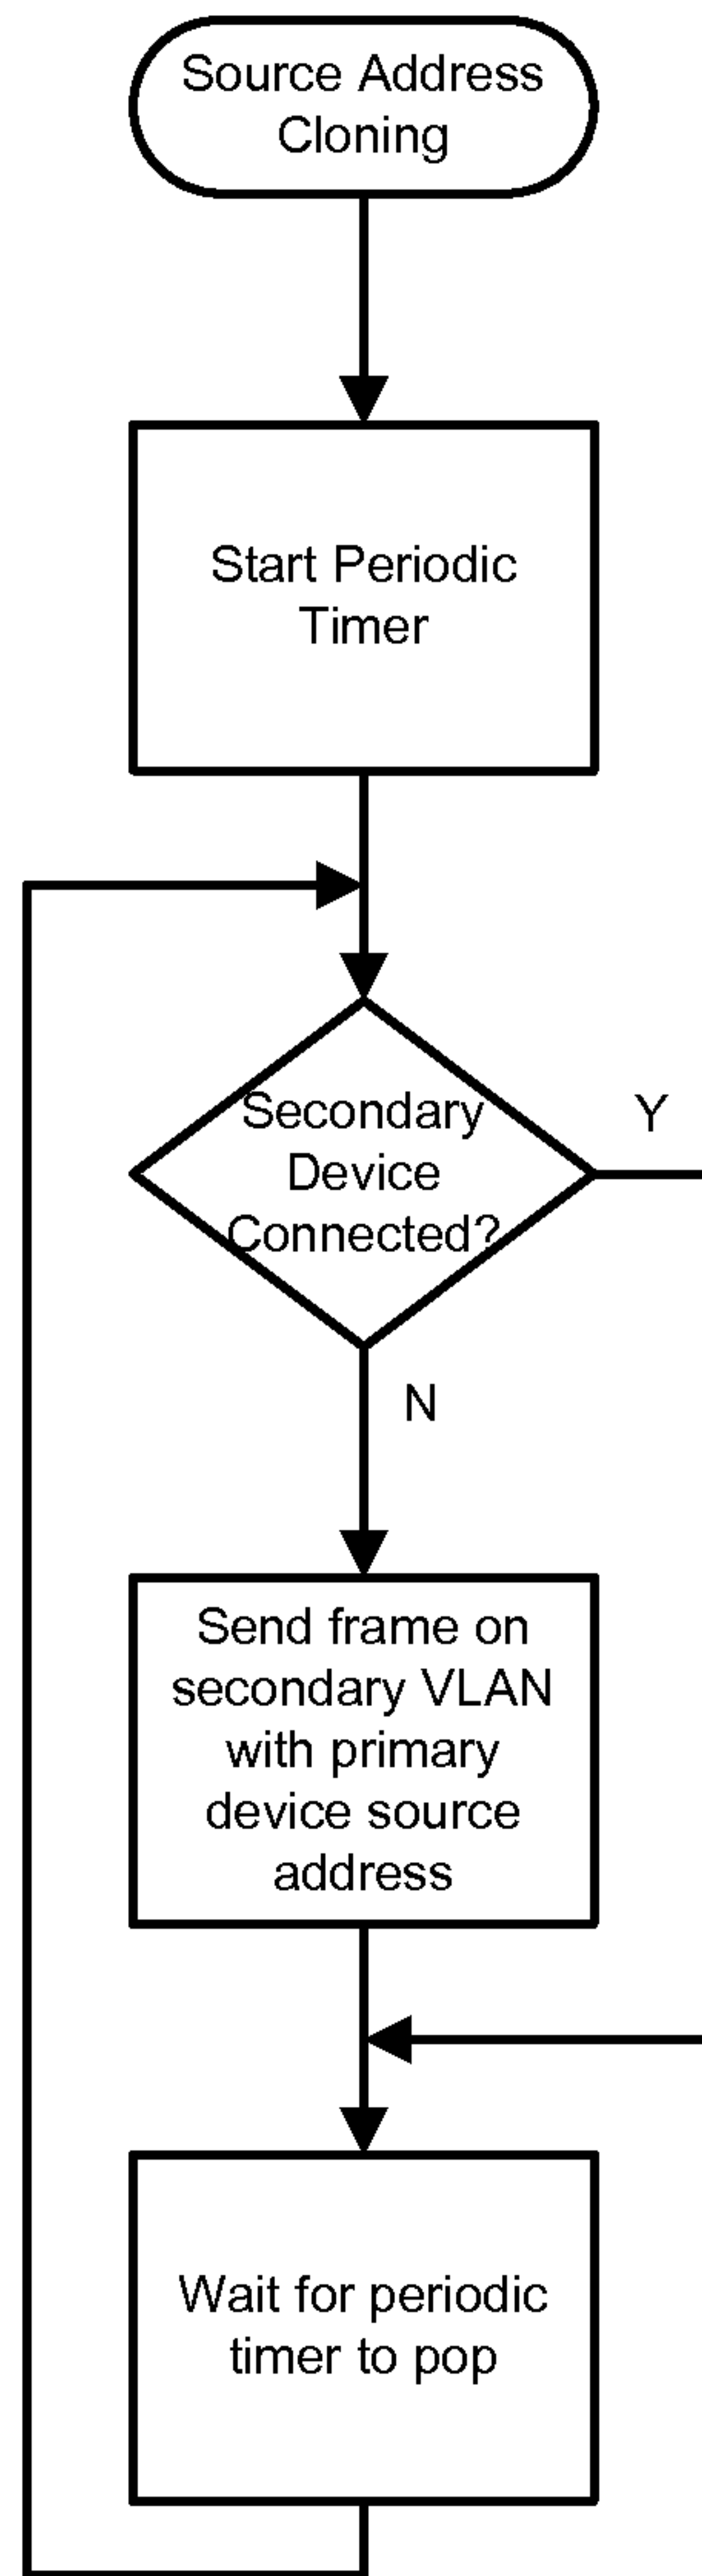 Source Address
Cloning
Start Periodic
Timer
Secondary
Device
Connected?
Y
N
Send frame on
secondary VLAN
with primary
device source
address
Wait for periodic
timer to pop